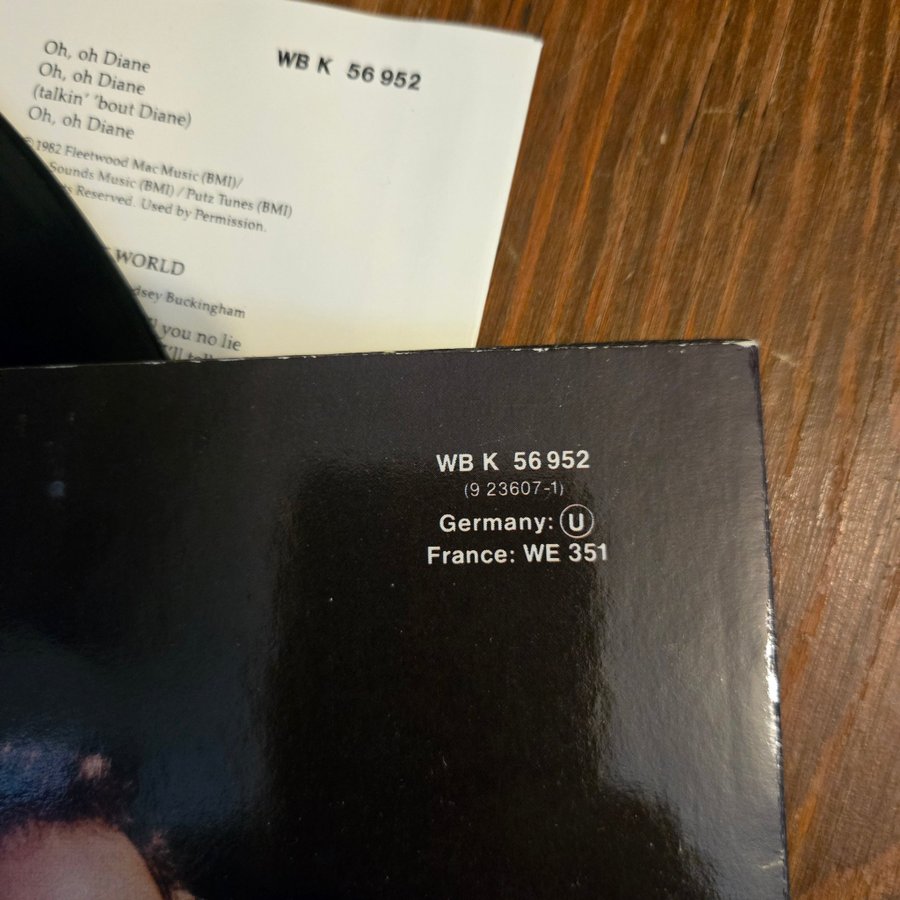 Oh, oh Diane
Oh, oh Diane
(talkin' 'bout Diane)
Oh, oh Diane
WB K 56 952
©1982 Fleetwood Mac Music (BMI)/
Sounds Music (BMI) / Putz Tunes (BMI)
Reserved. Used by Permission.
WORLD
Buckingham
you no lie
WB K 56 952
(9 23607-1)
Germany: U
France: WE 351